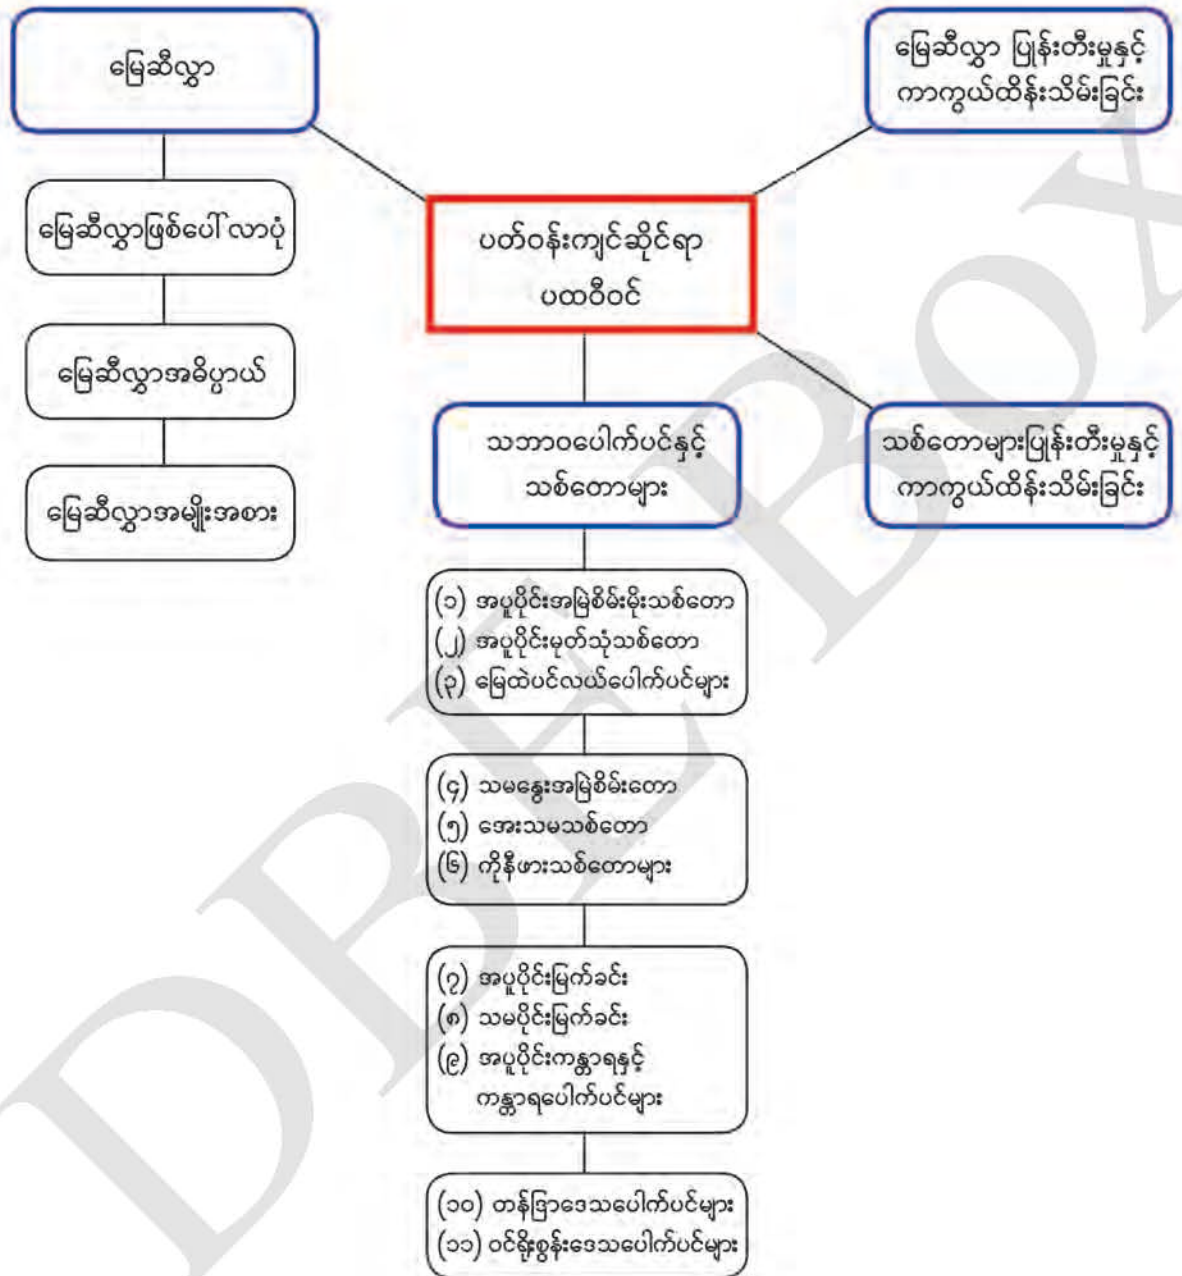 မြေဆီလွှာ
မြေဆီလွှာ ပြုန်းတီးမှုနှင့်
ကာကွယ်ထိန်းသိမ်းခြင်း
မြေဆီလွှာဖြစ်ပေါ်လာပုံ
မြေဆီလွှာအဓိပ္ပာယ်
မြေဆီလွှာအမျိုးအစား
ပတ်ဝန်းကျင်ဆိုင်ရာ
ပထဝီဝင်
သဘာဝပေါက်ပင်နှင့်
သစ်တောများ
သစ်တောများပြုန်းတီးမှုနှင့်
ကာကွယ်ထိန်းသိမ်းခြင်း
(၁) အပူပိုင်းအမြဲစိမ်းမိုးသစ်တော
(၂) အပူပိုင်းမုတ်သုံသစ်တော
(၃) မြေထဲပင်လယ်ပေါက်ပင်များ
(၄) သမနွေးအမြဲစိမ်းတော
(၅) အေးသမသစ်တော
(၆) ကိုနီဖားသစ်တောများ
(၇) အပူပိုင်းမြက်ခင်း
(၈) သမပိုင်းမြက်ခင်း
(၉) အပူပိုင်းကန္တာရနှင့်
ကန္တာရပေါက်ပင်များ
(၁၀) တန်ဒြာဒေသပေါက်ပင်များ
(၁၁) ဝင်ရိုးစွန်းဒေသပေါက်ပင်များ
DBE BOX